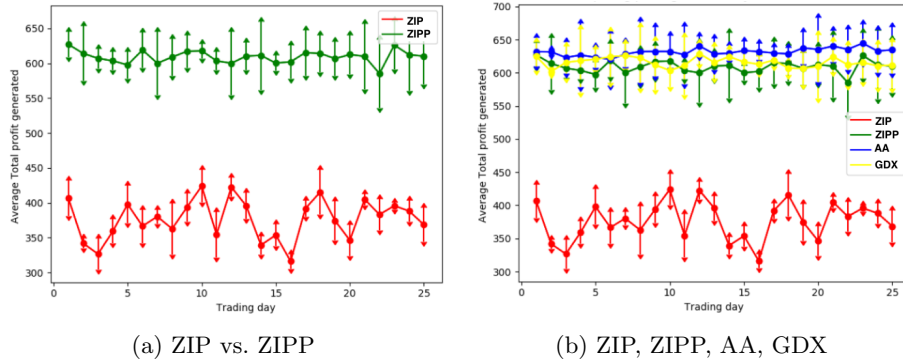 ZIP
ZIPP
650
600
550
500
450
400
350
300
0
5
10
15
20
25
Average Total profit generated
Trading day
(a) ZIP vs. ZIPP
700
650
600
550
500
450
400
350
300
0
5
10
15
20
25
Average Total profit generated
Trading day
ZIP
ZIPP
AA
GDX
(b) ZIP, ZIPP, AA, GDX